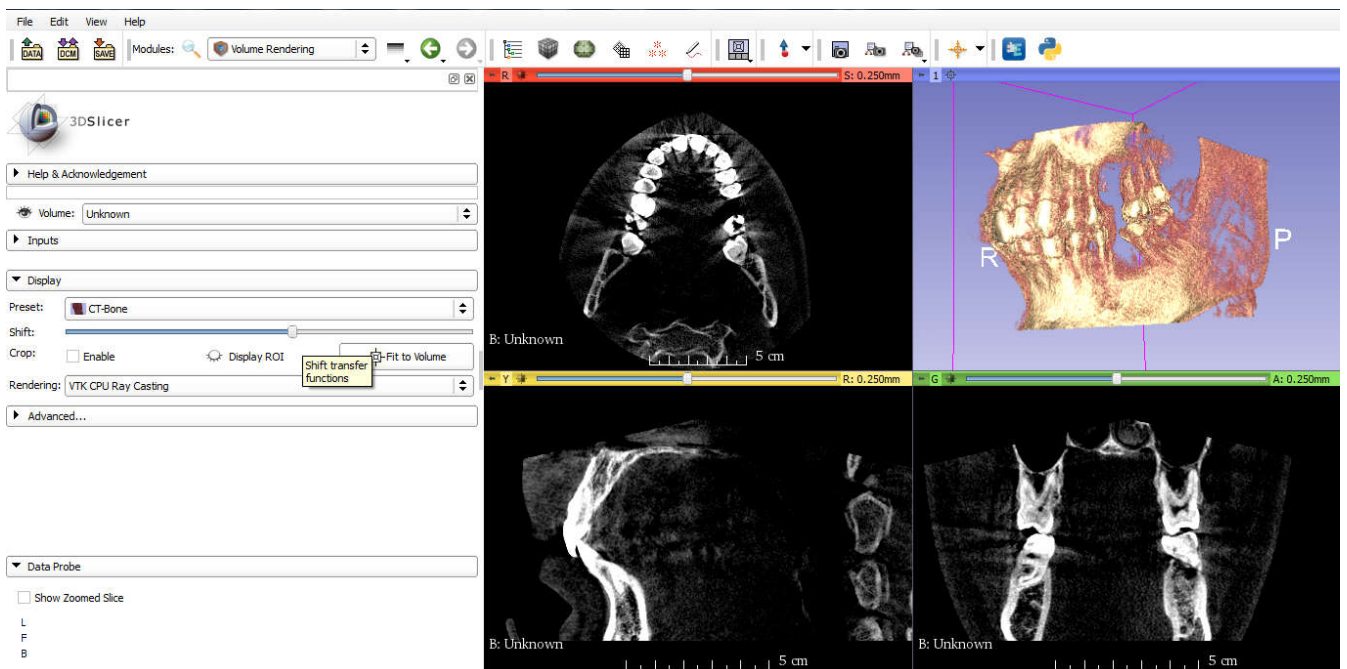 File Edit View Help
DATA DCM SAVE Modules: Volume Rendering
3DSlicer
Help & Acknowledgement
Volume: Unknown
Inputs
Display
Preset: CT-Bone
Shift:
Crop: Enable Display ROI Fit to Volume
Shift transfer
functions
Rendering: VTK CPU Ray Casting
Advanced...
Data Probe
Show Zoomed Slice
L
F
B
R S: 0.250mm
B: Unknown
5 cm
1
R
P
Y R: 0.250mm
B: Unknown
5 cm
G A: 0.250mm
B: Unknown
5 cm